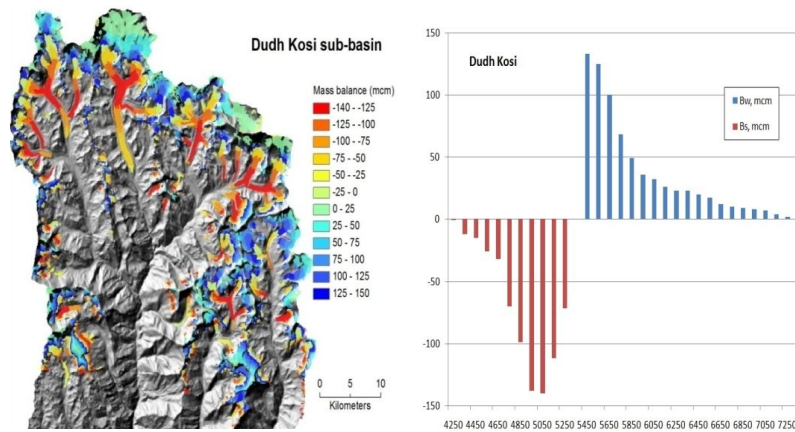 Dudh Kosi sub-basin
Mass balance (mcm)
-140 - -125
-125 - -100
-100 - -75
-75 - -50
-50 - -25
-25 - 0
0 - 25
25 - 50
50 - 75
75 - 100
100 - 125
125 - 150
0 10
Kilometers
Dudh Kosi
Bw, mcm
Bs, mcm
150
100
50
0
-50
-100
-150
4250 4450 4650 4850 5050 5250 5450 5650 5850 6050 6250 6450 6650 6850 7050 7250